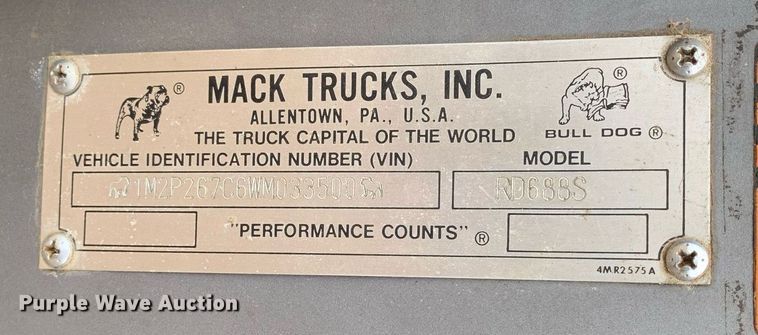 MACK TRUCKS, INC.
ALLENTOWN, PA., U.S.A.
THE TRUCK CAPITAL OF THE WORLD
® ®
BULL DOG ®
VEHICLE IDENTIFICATION NUMBER (VIN) MODEL
1M2P267C6WM033500 RD688S
"PERFORMANCE COUNTS" ®
4MR2575A
Purple Wave Auction